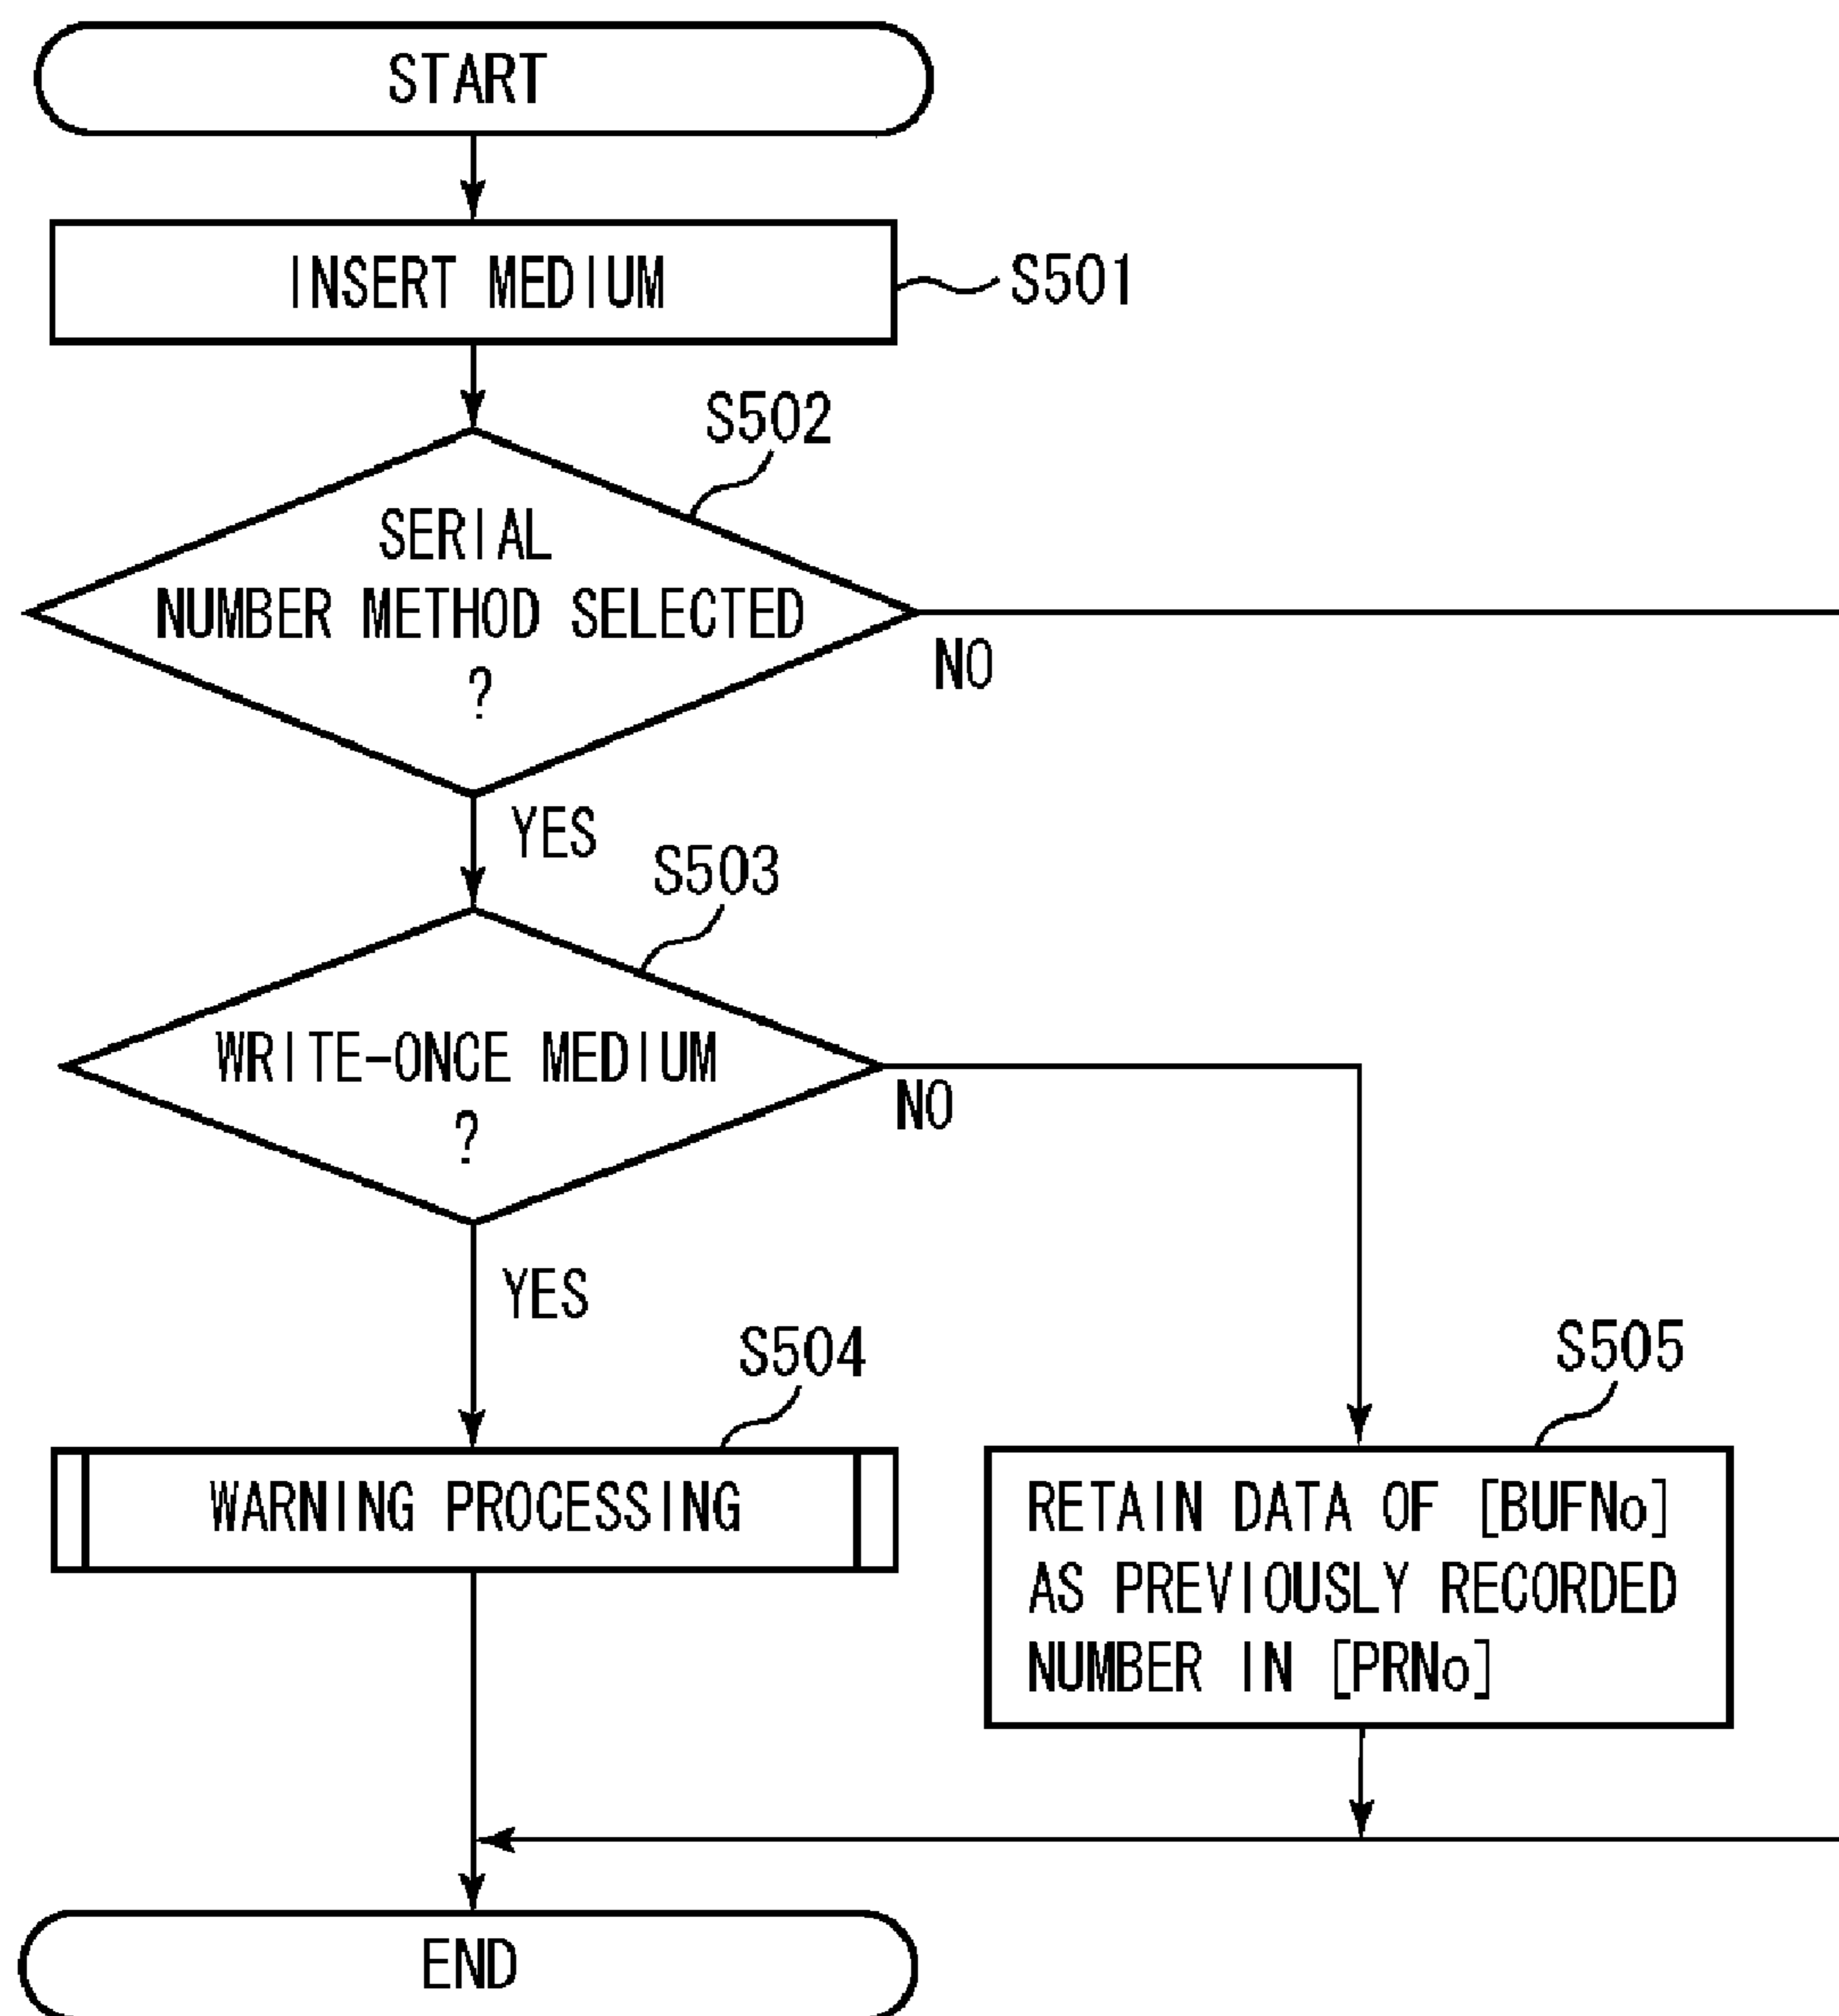 START
INSERT MEDIUM
S501
S502
SERIAL
NUMBER METHOD SELECTED
?
NO
YES
S503
WRITE-ONCE MEDIUM
?
NO
YES
S504
WARNING PROCESSING
S505
RETAIN DATA OF [BUFNo]
AS PREVIOUSLY RECORDED
NUMBER IN [PRNo]
END